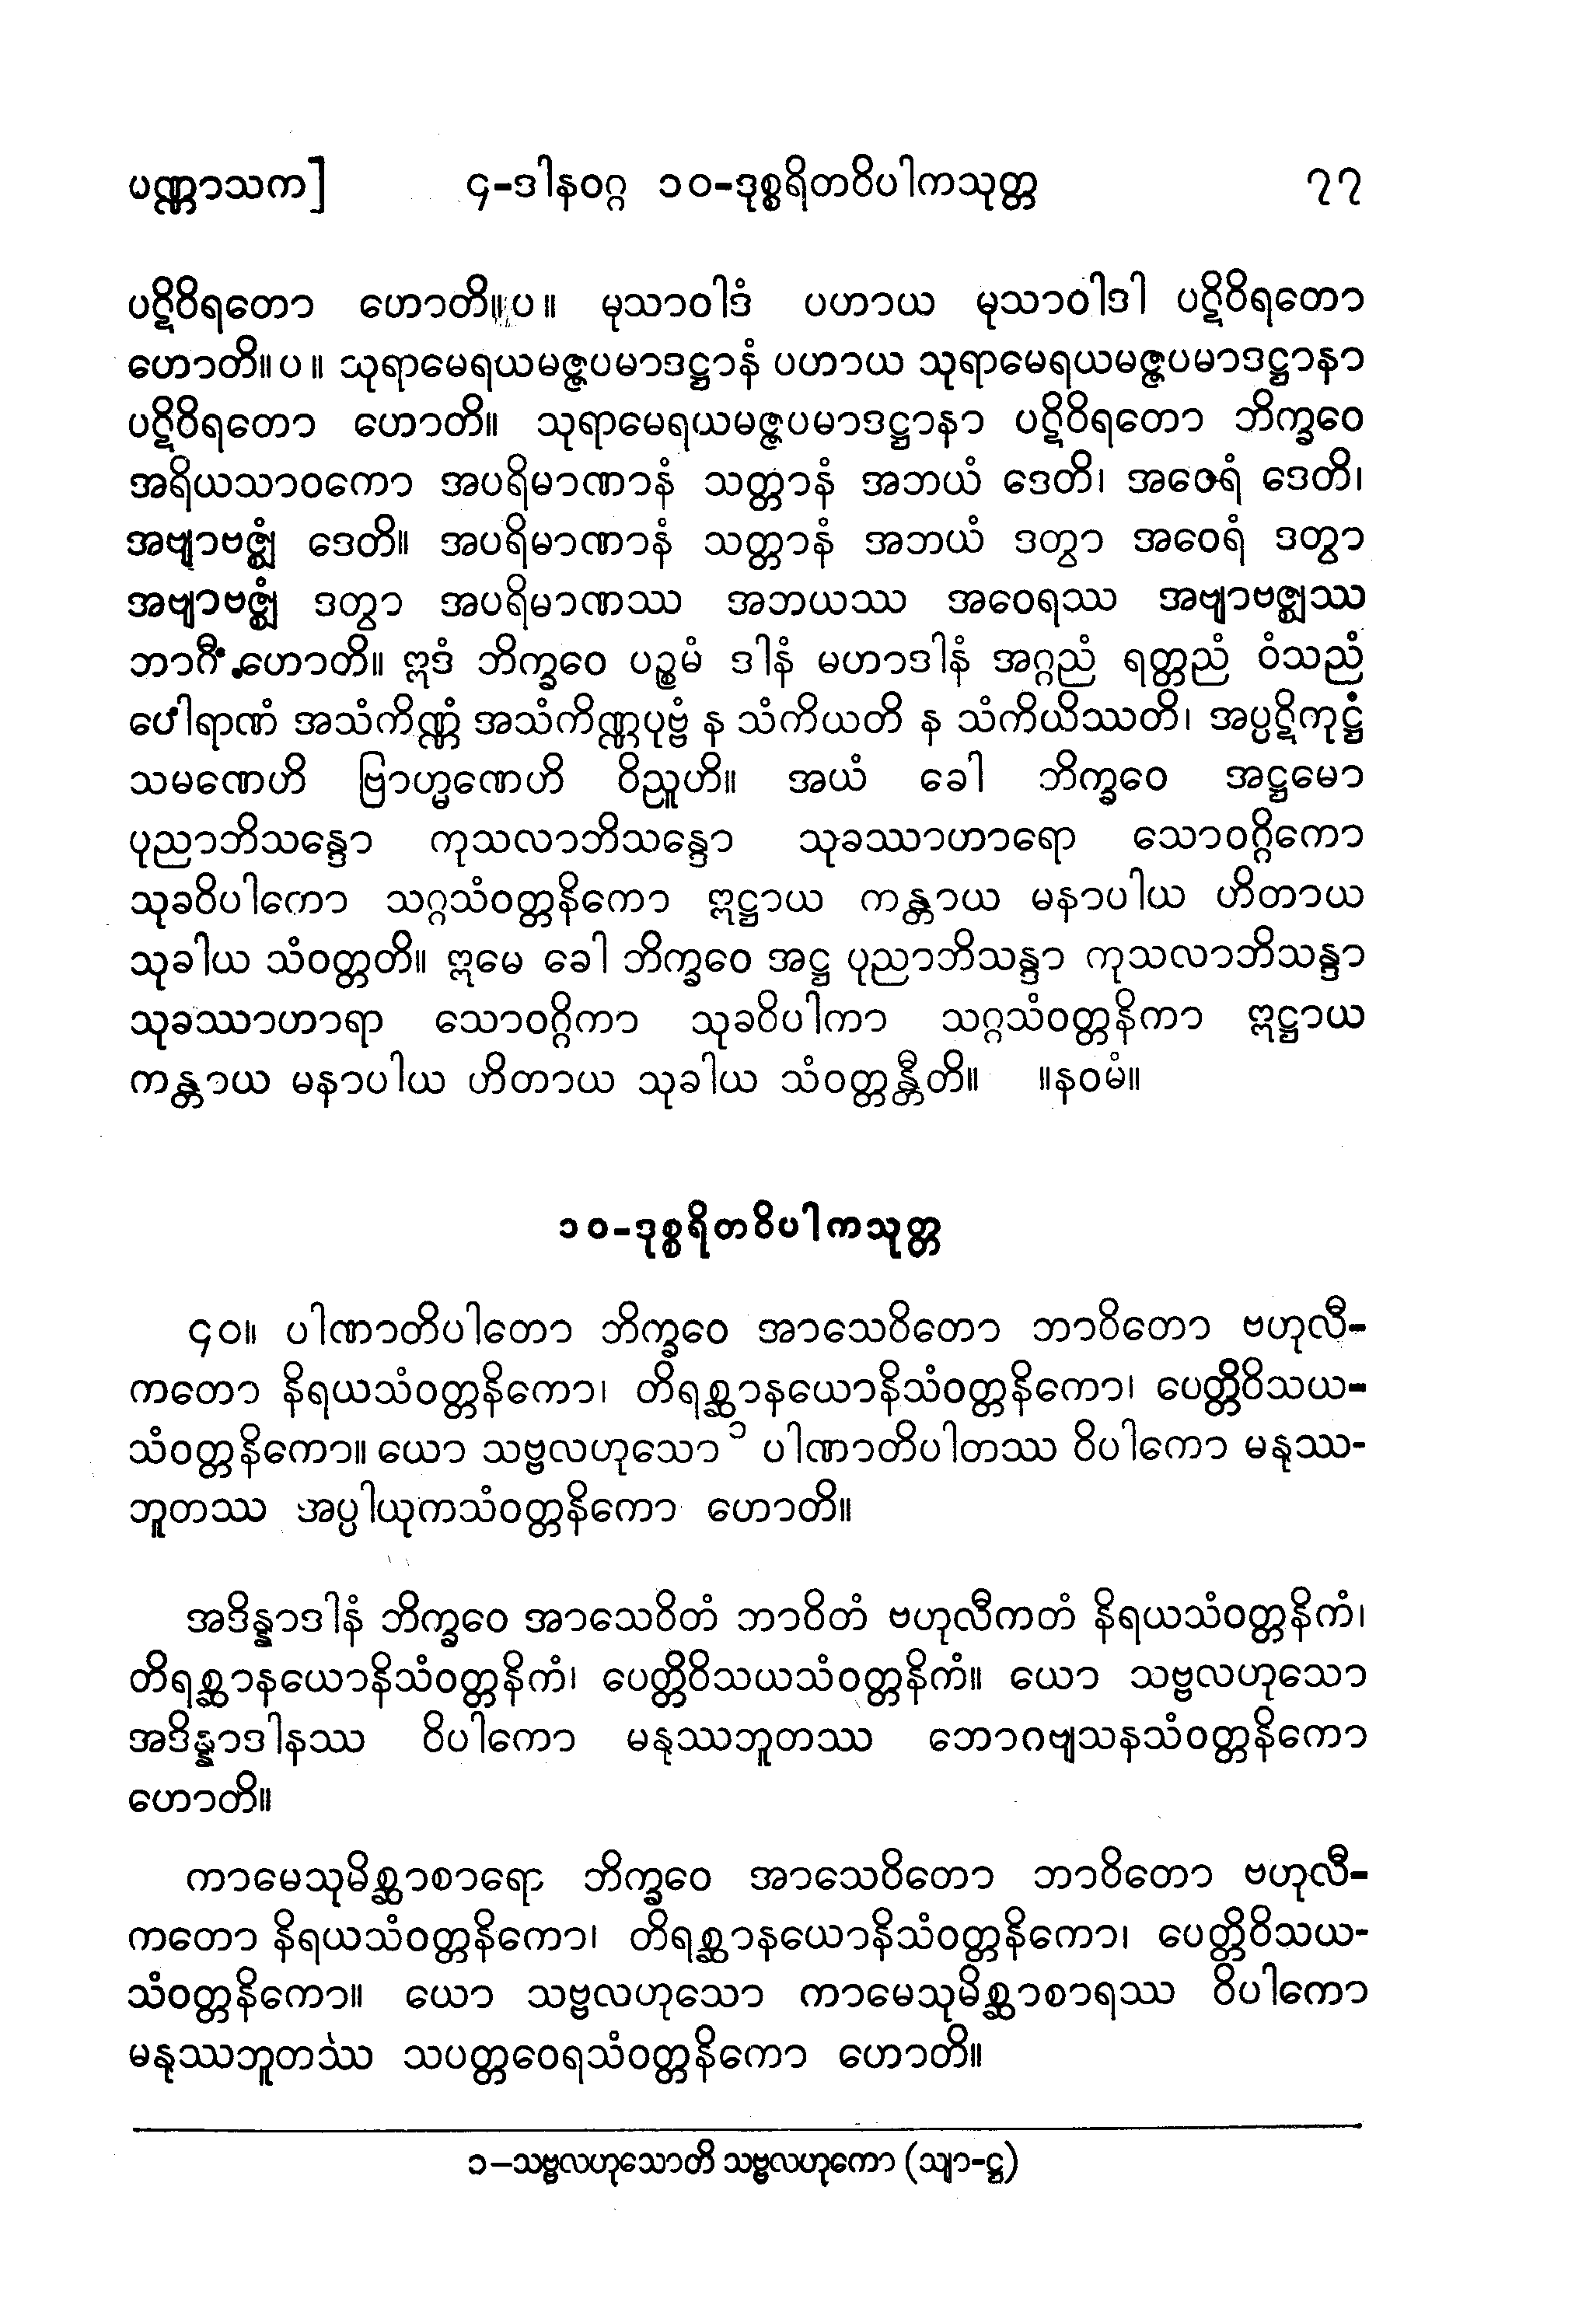 ပဏ္ဏာသက]	၄-ဒါနဝဂ္ဂ ၁၀-ဒုစ္စရိတဝိပါကသုတ္တ	၇၇
ပဋိဝိရတော ဟောတိ။ပ။ မုသာဝါဒံ ပဟာယ မုသာဝါဒါ ပဋိဝိရတော
ဟောတိ။ပ။ သုရာမေရယမဇ္ဇပမာဒဋ္ဌာနံ ပဟာယ သုရာမေရယမဇ္ဇပမာဒဋ္ဌာနာ
ပဋိဝိရတော ဟောတိ။ သုရာမေရယမဇ္ဇပမာဒဋ္ဌာနာ ပဋိဝိရတော ဘိက္ခဝေ
အရိယသာဝကော အပရိမာဏာနံ သတ္တာနံ အဘယံ ဒေတိ၊ အဝေရံ ဒေတိ၊
အဗျာဗဇ္ဈံ ဒေတိ။ အပရိမာဏာနံ သတ္တာနံ အဘယံ ဒတွာ အဝေရံ ဒတွာ
အဗျာဗဇ္ဈံ ဒတွာ အပရိမာဏဿ အဘယဿ အဝေရဿ အဗျာဗဇ္ဈဿ
ဘာဂီ ဟောတိ။ ဣဒံ ဘိက္ခဝေ ပဉ္စမံ ဒါနံ မဟာဒါနံ အဂ္ဂညံ ရတ္တညံ ဝံသညံ
ပေါရာဏံ အသံကိဏ္ဏံ အသံကိဏ္ဏပုဗ္ဗံ န သံကိယတိ န သံကိယိဿတိ၊ အပ္ပဋိကုဋ္ဌံ
သမဏေဟိ ဗြာဟ္မဏေဟိ ဝိညူဟိ။ အယံ ခေါ ဘိက္ခဝေ အဋ္ဌမော
ပုညာဘိသန္ဒော ကုသလာဘိသန္ဒော သုခဿာဟာရော သောဝဂ္ဂိကော
သုခဝိပါကော သဂ္ဂသံဝတ္တနိကော ဣဋ္ဌာယ ကန္တာယ မနာပါယ ဟိတာယ
သုခါယ သံဝတ္တတိ။ ဣမေ ခေါ ဘိက္ခဝေ အဋ္ဌ ပုညာဘိသန္ဒာ ကုသလာဘိသန္ဒာ
သုခဿာဟာရာ သောဝဂ္ဂိကာ သုခဝိပါကာ သဂ္ဂသံဝတ္တနိကာ ဣဋ္ဌာယ
ကန္တာယ မနာပါယ ဟိတာယ သုခါယ သံဝတ္တန္တီတိ။ ။နဝမံ။
၁၀-ဒုစ္စရိတဝိပါကသုတ္တ
၄၀။ ပါဏာတိပါတော ဘိက္ခဝေ အာသေဝိတော ဘာဝိတော ဗဟုလီ-
ကတော နိရယသံဝတ္တနိကော၊ တိရစ္ဆာနယောနိသံဝတ္တနိကော၊ ပေတ္တိဝိသယ-
သံဝတ္တနိကော။ ယော သဗ္ဗလဟုသော ၁ ပါဏာတိပါတဿ ဝိပါကော မနုဿ-
ဘူတဿ အပ္ပါယုကသံဝတ္တနိကော ဟောတိ။
အဒိန္နာဒါနံ ဘိက္ခဝေ အာသေဝိတံ ဘာဝိတံ ဗဟုလီကတံ နိရယသံဝတ္တနိကံ၊
တိရစ္ဆာနယောနိသံဝတ္တနိကံ၊ ပေတ္တိဝိသယသံဝတ္တနိကံ။ ယော သဗ္ဗလဟုသော
အဒိန္နာဒါနဿ ဝိပါကော မနုဿဘူတဿ ဘောဂဗျသနသံဝတ္တနိကော
ဟောတိ။
ကာမေသုမိစ္ဆာစာရော ဘိက္ခဝေ အာသေဝိတော ဘာဝိတော ဗဟုလီ-
ကတော နိရယသံဝတ္တနိကော၊ တိရစ္ဆာနယောနိသံဝတ္တနိကော၊ ပေတ္တိဝိသယ-
သံဝတ္တနိကော။ ယော သဗ္ဗလဟုသော ကာမေသုမိစ္ဆာစာရဿ ဝိပါကော
မနုဿဘူတဿ သပတ္တဝေရသံဝတ္တနိကော ဟောတိ။
၁–သဗ္ဗလဟုသောတိ သဗ္ဗလဟုကော (သျာ-ဋ္ဌ)